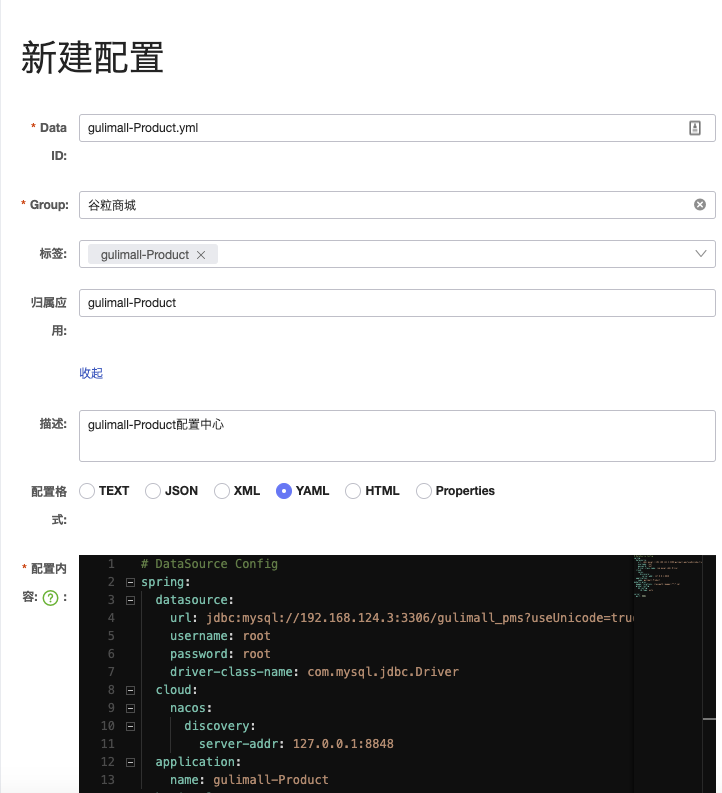 新建配置
* Data ID:
gulimall-Product.yml
* Group:
谷粒商城
标签:
gulimall-Product ×
归属应用:
gulimall-Product
收起
描述:
gulimall-Product配置中心
配置格式:
TEXT JSON XML YAML HTML Properties
* 配置内容: ? :
1 # DataSource Config
2 spring:
3 datasource:
4 url: jdbc:mysql://192.168.124.3:3306/gulimall_pms?useUnicode=true
5 username: root
6 password: root
7 driver-class-name: com.mysql.jdbc.Driver
8 cloud:
9 nacos:
10 discovery:
11 server-addr: 127.0.0.1:8848
12 application:
13 name: gulimall-Product